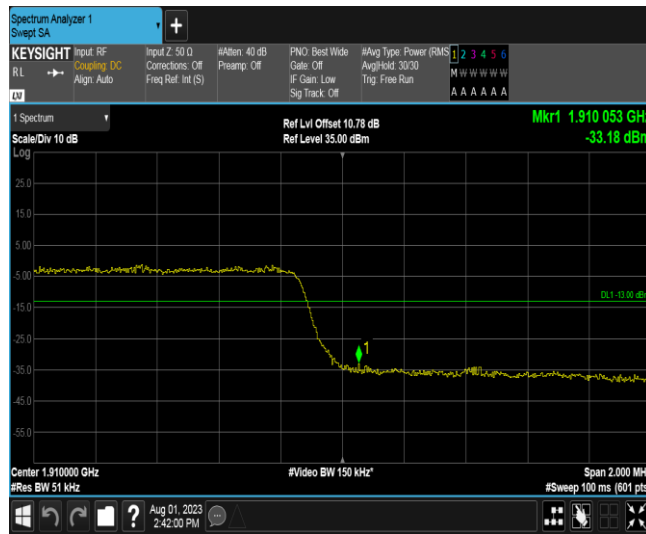 Spectrum Analyzer 1
Swept SA
+
KEYSIGHT
RL
LXI
Input: RF
Coupling: DC
Align: Auto
Input Z: 50 Ω
Corrections: Off
Freq Ref: Int (S)
#Atten: 40 dB
Preamp: Off
PNO: Best Wide
Gate: Off
IF Gain: Low
Sig Track: Off
#Avg Type: Power (RMS
Avg|Hold: 30/30
Trig: Free Run
1 2 3 4 5 6
M W W W W W
A A A A A A
1 Spectrum
Scale/Div 10 dB
Log
Ref Lvl Offset 10.78 dB
Ref Level 35.00 dBm
Mkr1 1.910 053 GH
-33.18 dBm
25.0
15.0
5.00
-5.00
-15.0
-25.0
-35.0
-45.0
-55.0
DL1 -13.00 dBm
1
Center 1.910000 GHz
#Res BW 51 kHz
#Video BW 150 kHz*
Span 2.000 MH
#Sweep 100 ms (601 pts
?
Aug 01, 2023
2:42:00 PM